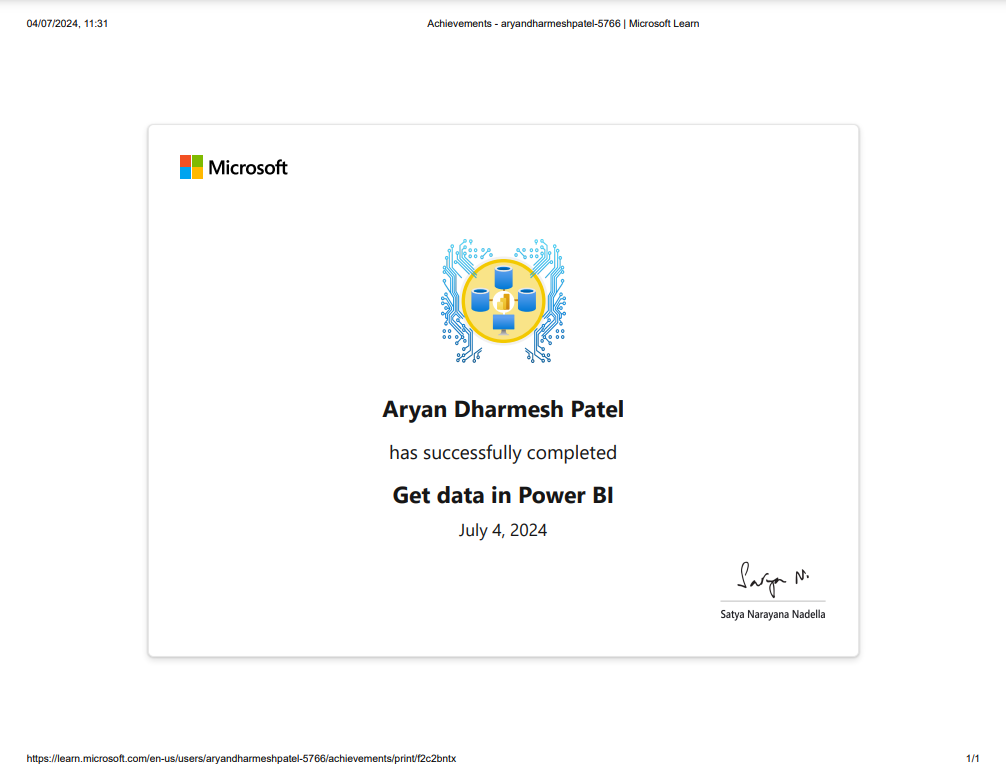 04/07/2024, 11:31
Achievements - aryandharmeshpatel-5766 | Microsoft Learn
Microsoft
Aryan Dharmesh Patel
has successfully completed
Get data in Power BI
July 4, 2024
Satya N.
Satya Narayana Nadella
https://learn.microsoft.com/en-us/users/aryandharmeshpatel-5766/achievements/print/f2c2bntx
1/1